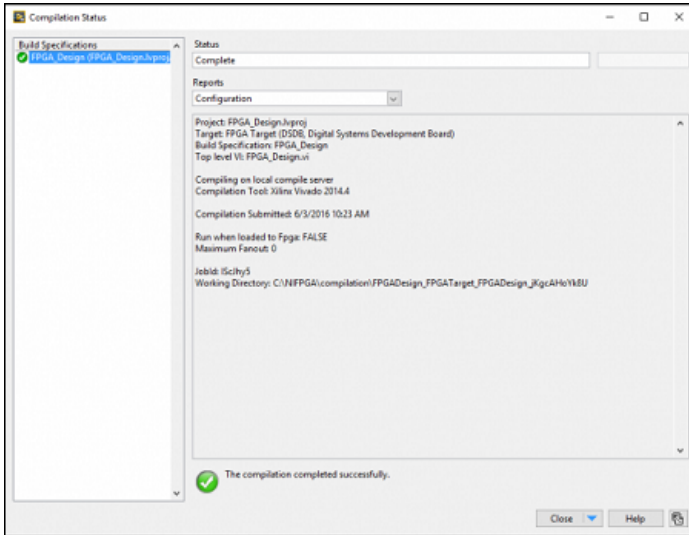 Compilation Status
Build Specifications
FPGA_Design (FPGA_Design.lvproj
Status
Complete
Reports
Configuration
Project: FPGA_Design.lvproj
Target: FPGA Target (DSDB, Digital Systems Development Board)
Build Specification: FPGA_Design
Top level VI: FPGA_Design.vi
Compiling on local compile server
Compilation Tool: Xilinx Vivado 2014.4
Compilation Submitted: 6/3/2016 10:23 AM
Run when loaded to Fpga: FALSE
Maximum Fanout: 0
JobId:
Working Directory:
The compilation completed successfully.
Close
Help